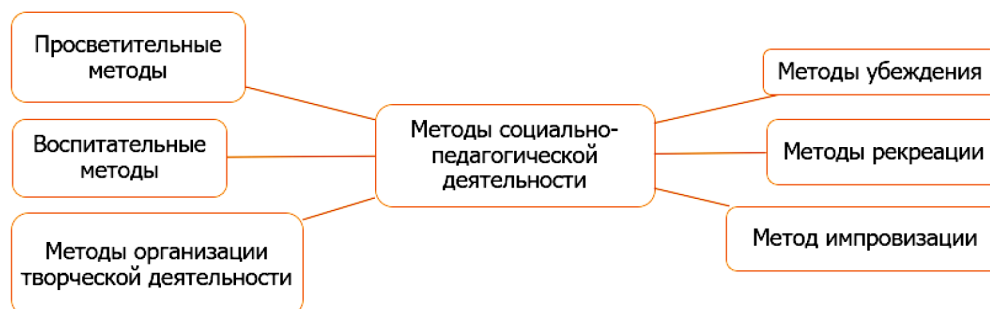 Просветительные
методы
Воспитательные
методы
Методы организации
творческой деятельности
Методы социально-
педагогической
деятельности
Методы убеждения
Методы рекреации
Метод импровизации